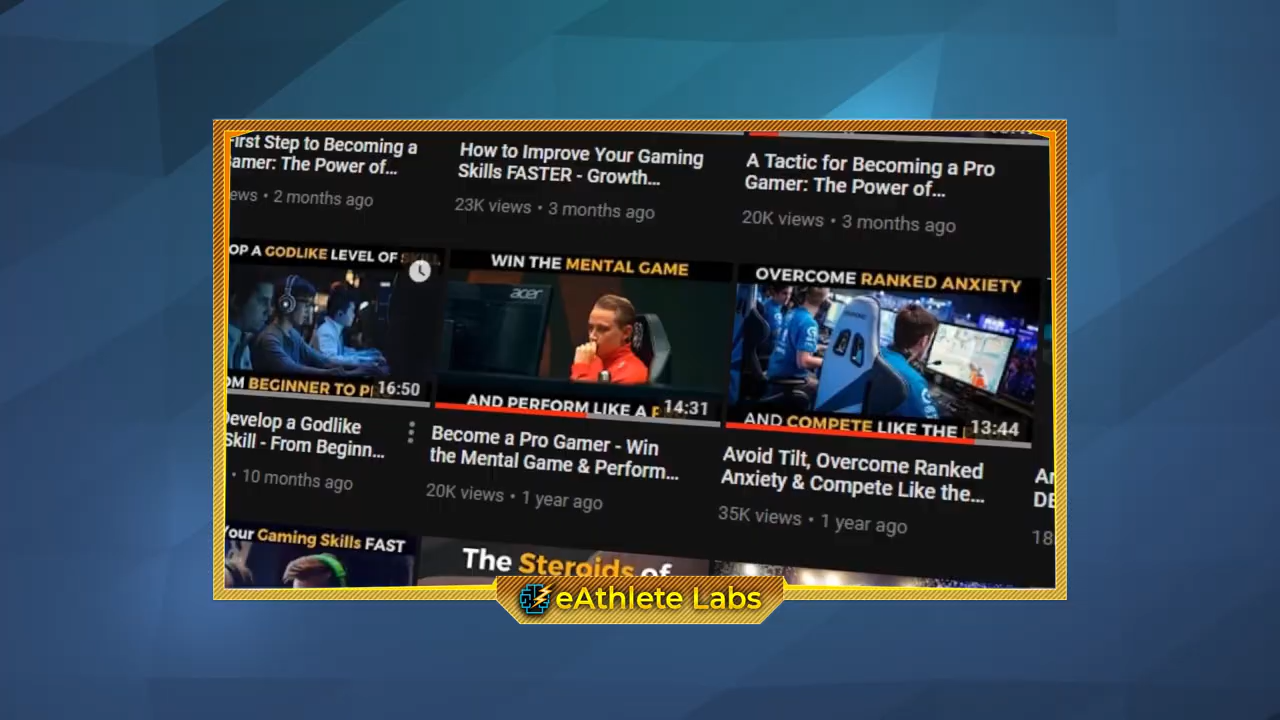 First Step to Becoming a
Gamer: The Power of...
2 months ago
How to Improve Your Gaming
Skills FASTER - Growth...
23K views • 3 months ago
A Tactic for Becoming a Pro
Gamer: The Power of...
20K views • 3 months ago
OP A GODLIKE LEVEL OF SKILL
OM BEGINNER TO P
16:50
Develop a Godlike
Skill - From Beginn...
• 10 months ago
WIN THE MENTAL GAME
acer
AND PERFORM LIKE A P
14:31
Become a Pro Gamer - Win
the Mental Game & Perform...
20K views • 1 year ago
OVERCOME RANKED ANXIETY
AND COMPETE LIKE THE
13:44
Avoid Tilt, Overcome Ranked
Anxiety & Compete Like the...
35K views • 1 year ago
18
Your Gaming Skills FAST
The Steroids of
eAthlete Labs